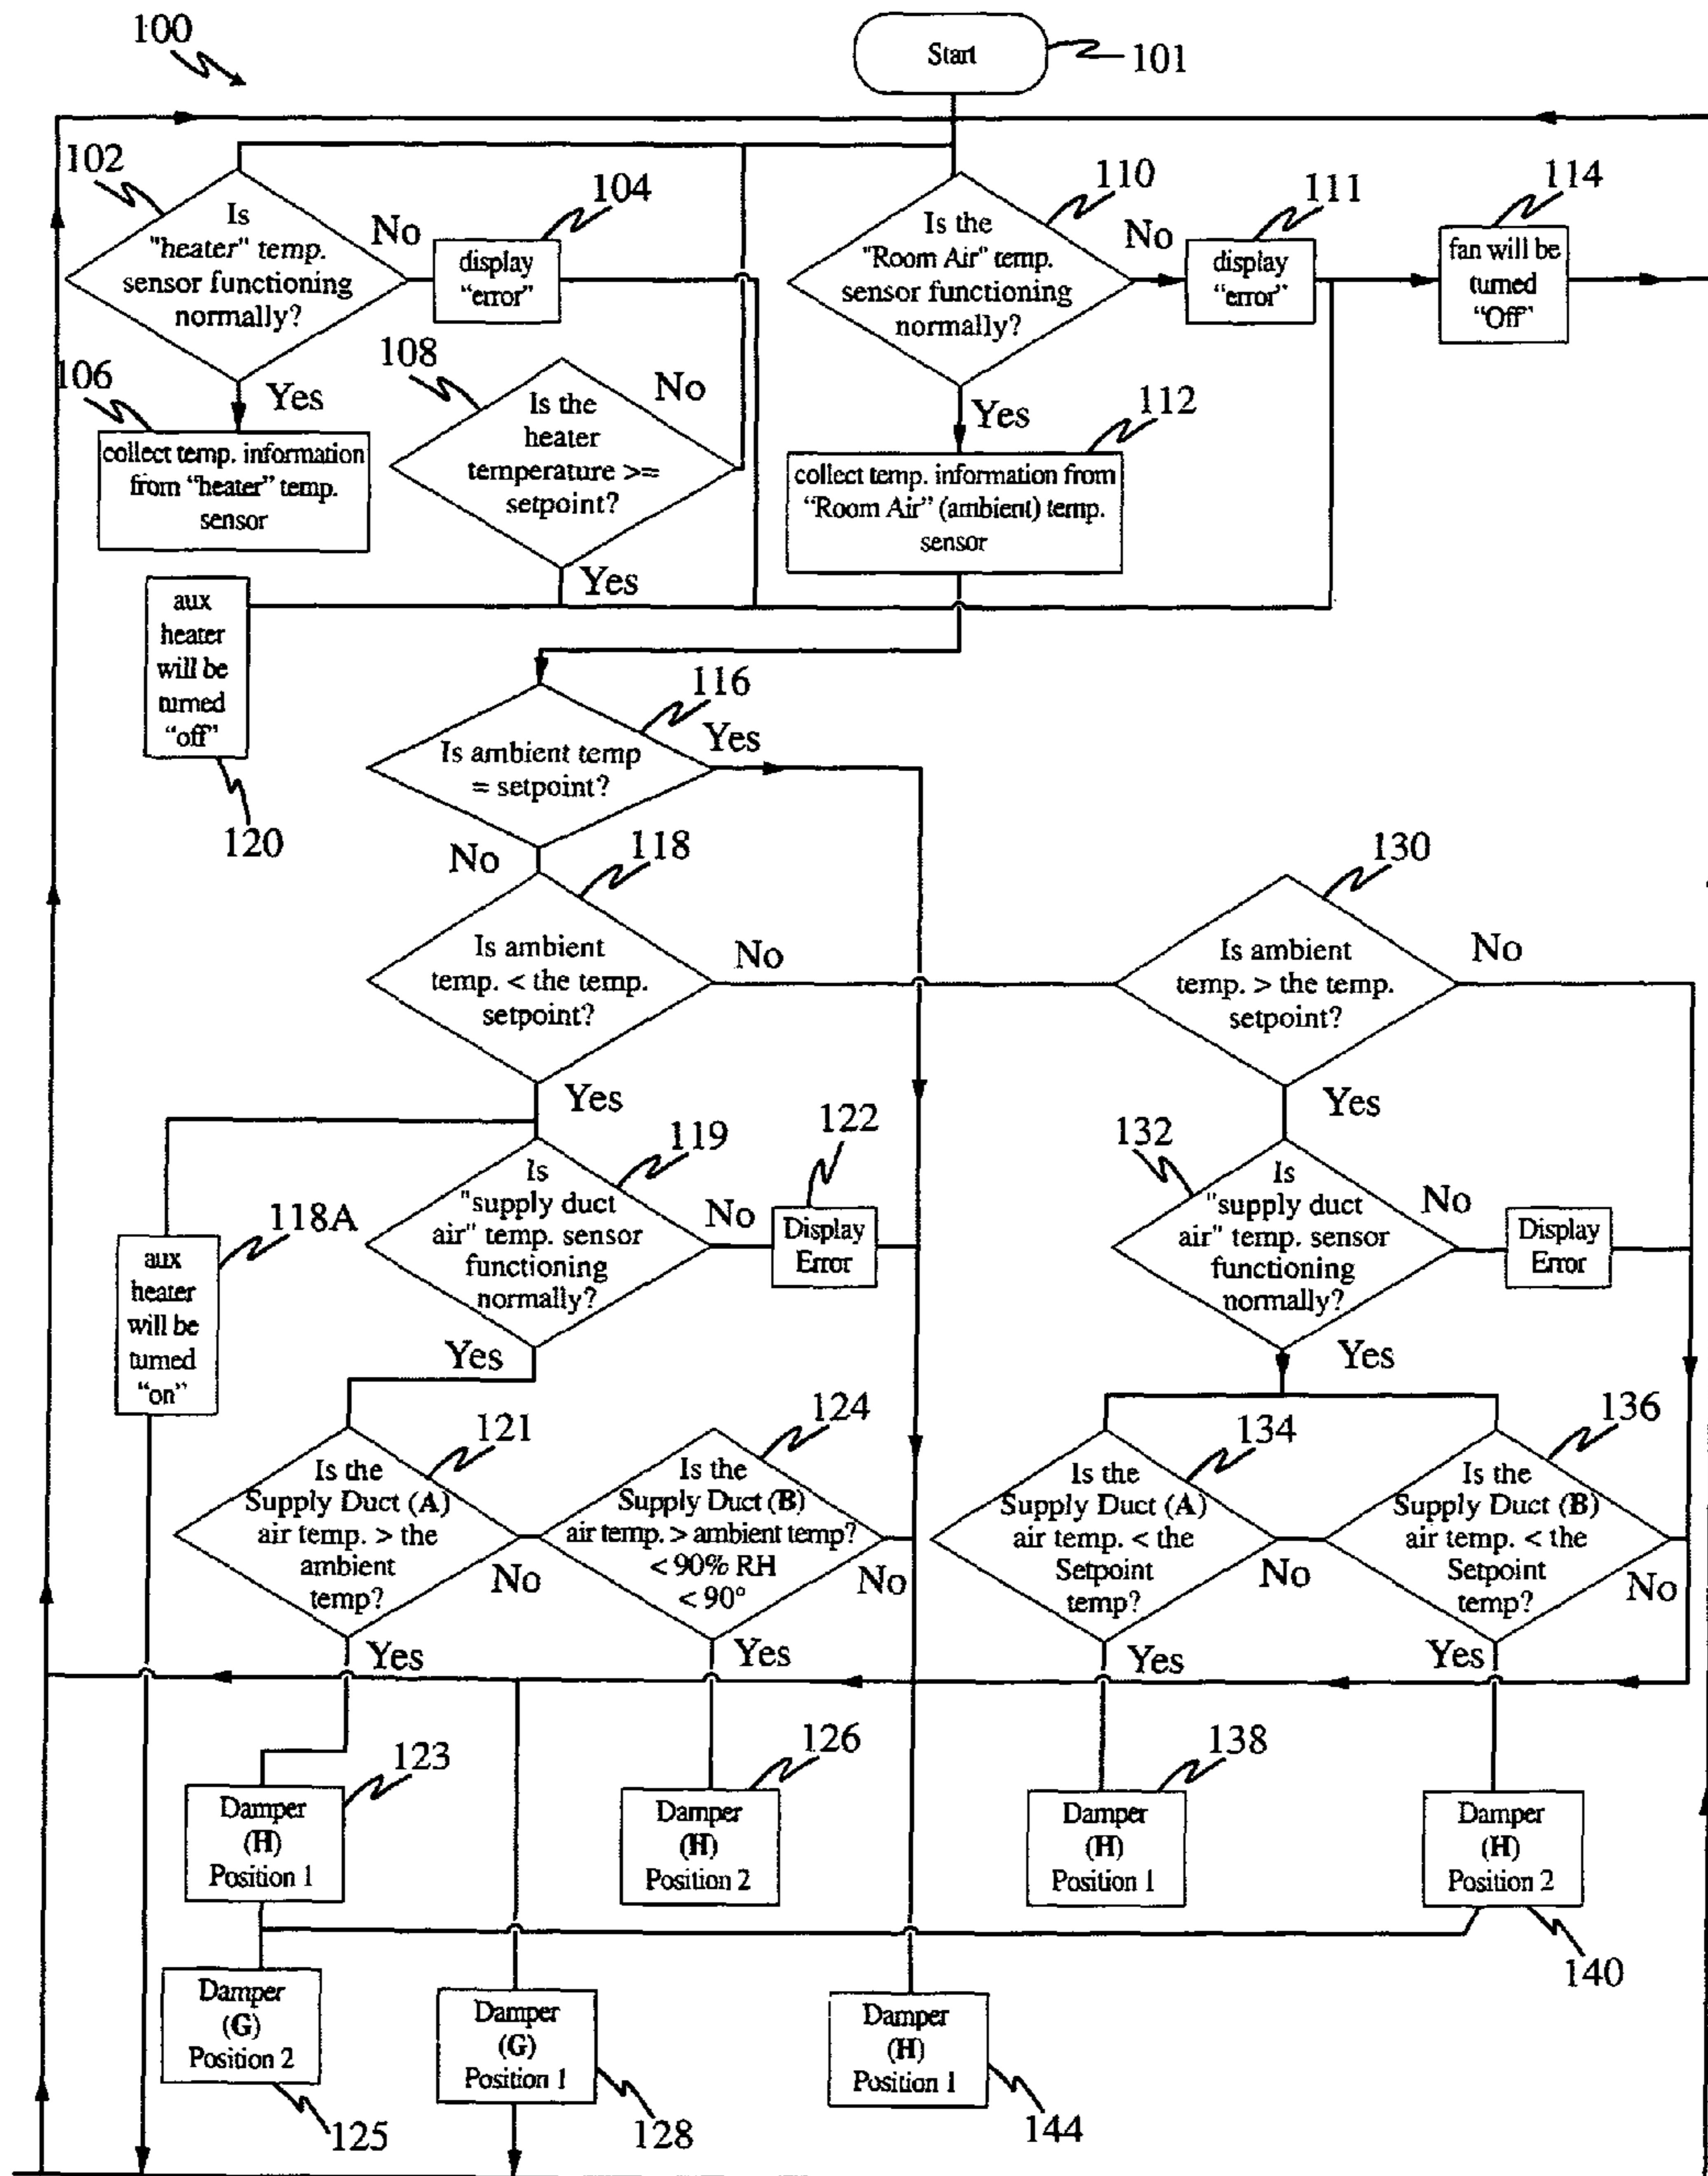 100
Start
101
102
Is
"heater" temp.
sensor functioning
normally?
No
104
display
“error”
110
Is the
"Room Air" temp.
sensor functioning
normally?
No
111
display
“error”
114
fan will be
turned
“Off”
106
Yes
collect temp. information
from “heater” temp.
sensor
108
Is the
heater
temperature >=
setpoint?
No
Yes
Yes
112
collect temp. information from
“Room Air” (ambient) temp.
sensor
aux
heater
will be
turned
“off”
120
116
Is ambient temp
= setpoint?
Yes
No
118
Is ambient
temp. < the temp.
setpoint?
No
130
Is ambient
temp. > the temp.
setpoint?
No
Yes
Yes
118A
aux
heater
will be
turned
“on”
119
Is
"supply duct
air" temp. sensor
functioning
normally?
No
122
Display
Error
132
Is
"supply duct
air" temp. sensor
functioning
normally?
No
Display
Error
Yes
Yes
121
Is the
Supply Duct (A)
air temp. > the
ambient
temp?
No
124
Is the
Supply Duct (B)
air temp. > ambient temp?
< 90% RH
< 90°
No
134
Is the
Supply Duct (A)
air temp. < the
Setpoint
temp?
No
136
Is the
Supply Duct (B)
air temp. < the
Setpoint
temp?
No
Yes
Yes
Yes
Yes
123
Damper
(H)
Position 1
126
Damper
(H)
Position 2
138
Damper
(H)
Position 1
Damper
(H)
Position 2
140
Damper
(G)
Position 2
125
Damper
(G)
Position 1
128
Damper
(H)
Position 1
144